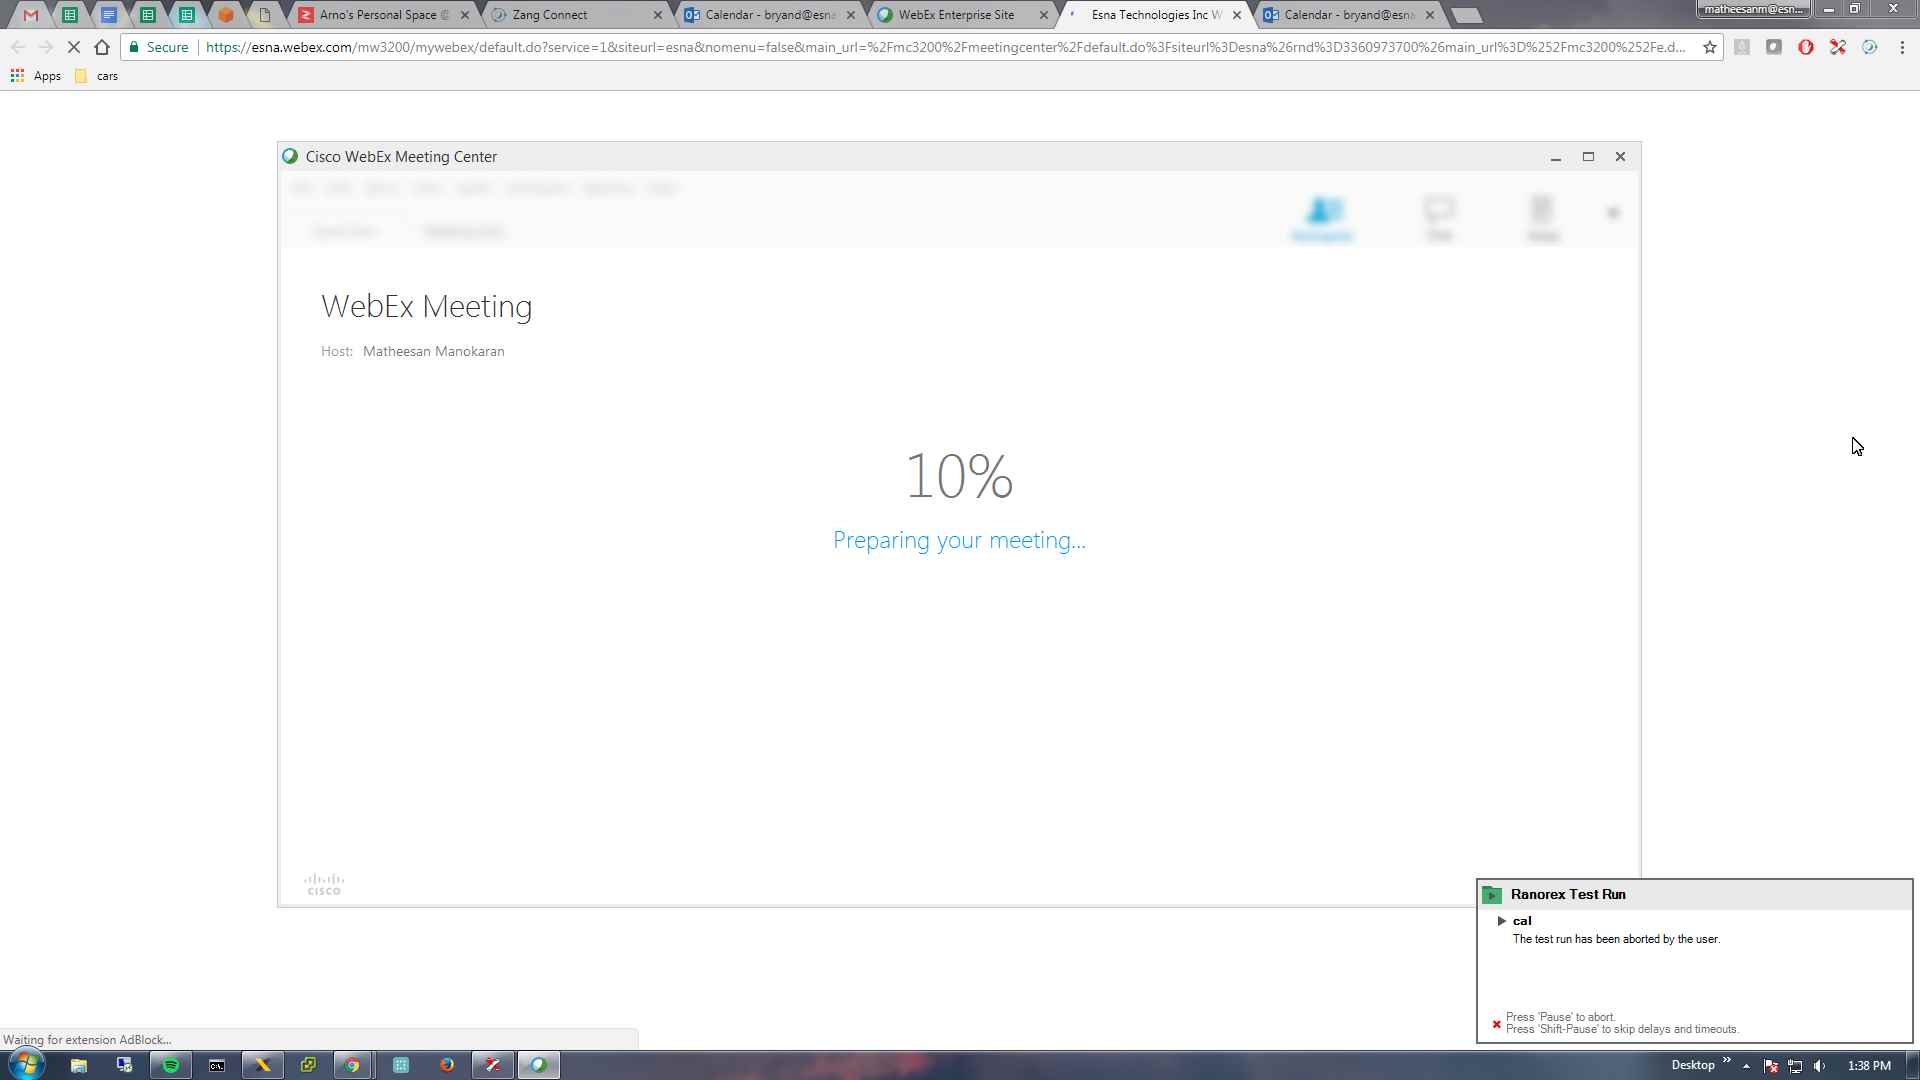 Arno's Personal Space @
Zang Connect
Calendar - bryand@esna
WebEx Enterprise Site
Esna Technologies Inc W
Calendar - bryand@esna
matheesanm@esn...
Secure
https://esna.webex.com/mw3200/mywebex/default.do?service=1&siteurl=esna&nomenu=false&main_url=%2Fmc3200%2Fmeetingcenter%2Fdefault.do%3Fsiteurl%3Desna%26rnd%3D3360973700%26main_url%3D%252Fmc3200%252Fe.d...
Apps
cars
Cisco WebEx Meeting Center
WebEx Meeting
Host: Matheesan Manokaran
10%
Preparing your meeting...
CISCO
Ranorex Test Run
cal
The test run has been aborted by the user.
Press 'Pause' to abort.
Press 'Shift-Pause' to skip delays and timeouts.
Waiting for extension AdBlock...
Desktop
1:38 PM